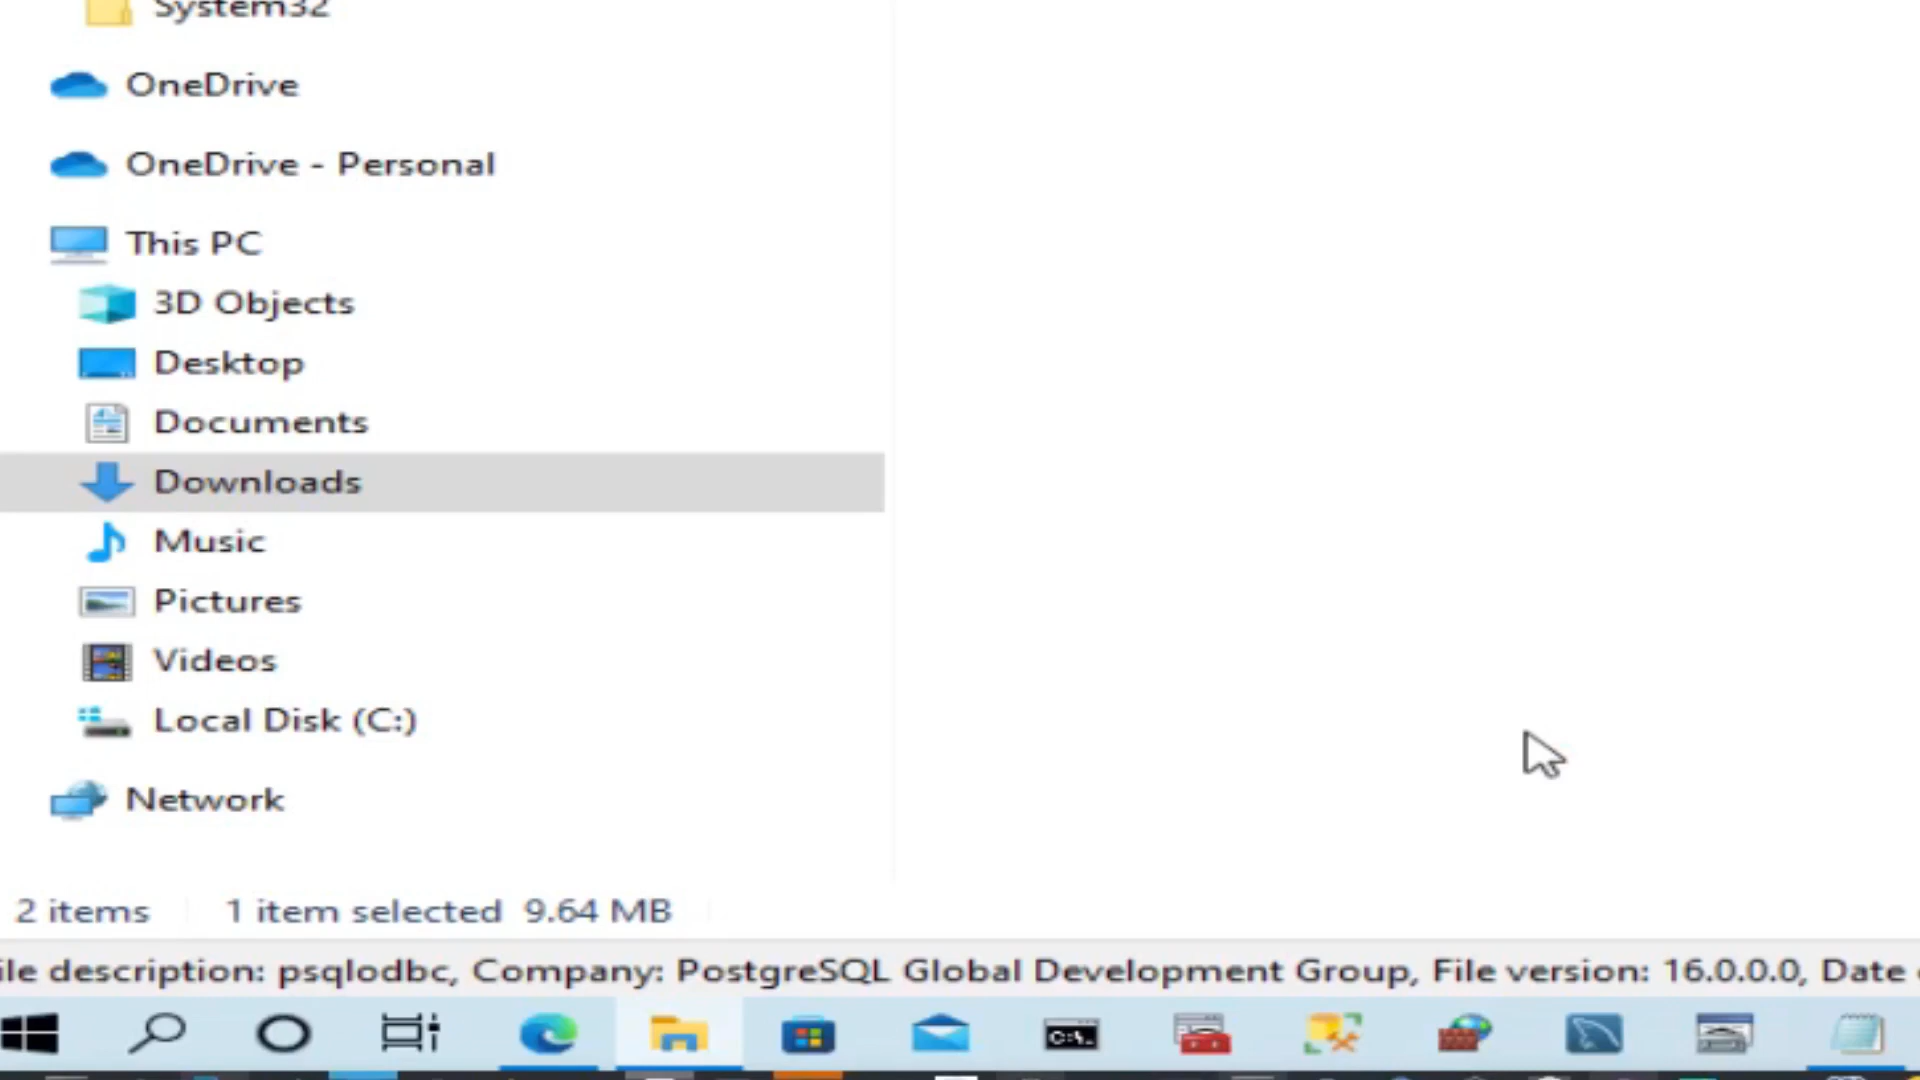 System32
OneDrive
OneDrive - Personal
This PC
3D Objects
Desktop
Documents
Downloads
Music
Pictures
Videos
Local Disk (C:)
Network
2 items 1 item selected 9.64 MB
ile description: psqlodbc, Company: PostgreSQL Global Development Group, File version: 16.0.0.0, Date
C:\_